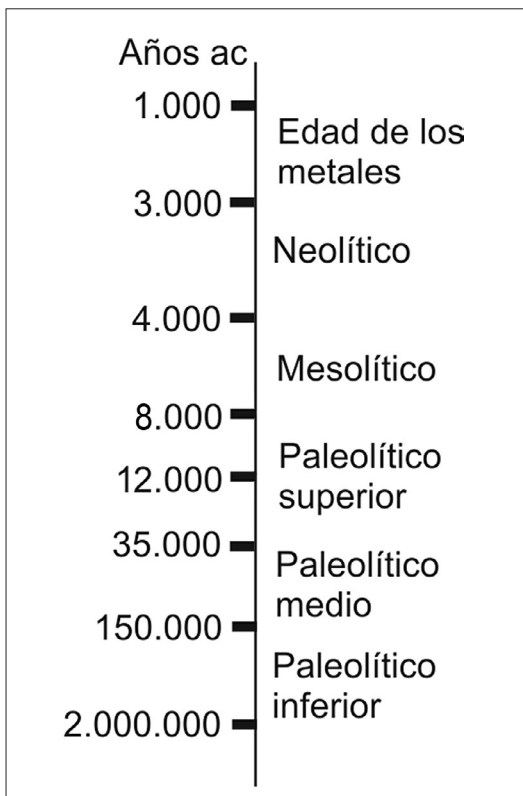 Años ac
1.000
Edad de los
metales
3.000
Neolítico
4.000
Mesolítico
8.000
Paleolítico
superior
12.000
35.000
Paleolítico
medio
150.000
Paleolítico
inferior
2.000.000